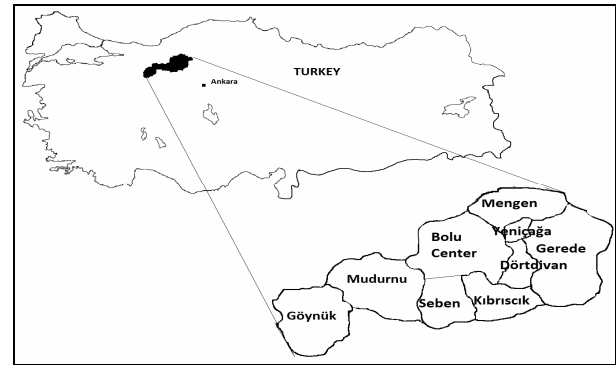 TURKEY
Ankara
Mengen
Yeniçağa
Bolu
Center
Gerede
Dörtdivan
Mudurnu
Seben
Kıbrıscık
Göynük